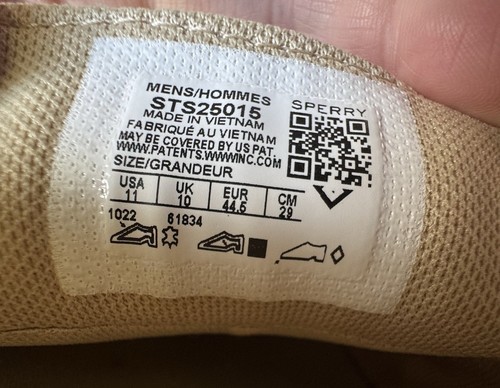 MENS/HOMMES
STS25015
SPERRY
MADE IN VIETNAM
FABRIQUÉ AU VIETNAM
MAY BE COVERED BY US PAT.
WWW.PATENTS.WWWINC.COM
SIZE/GRANDEUR
USA UK EUR CM
11 10 44.5 29
1022 61834